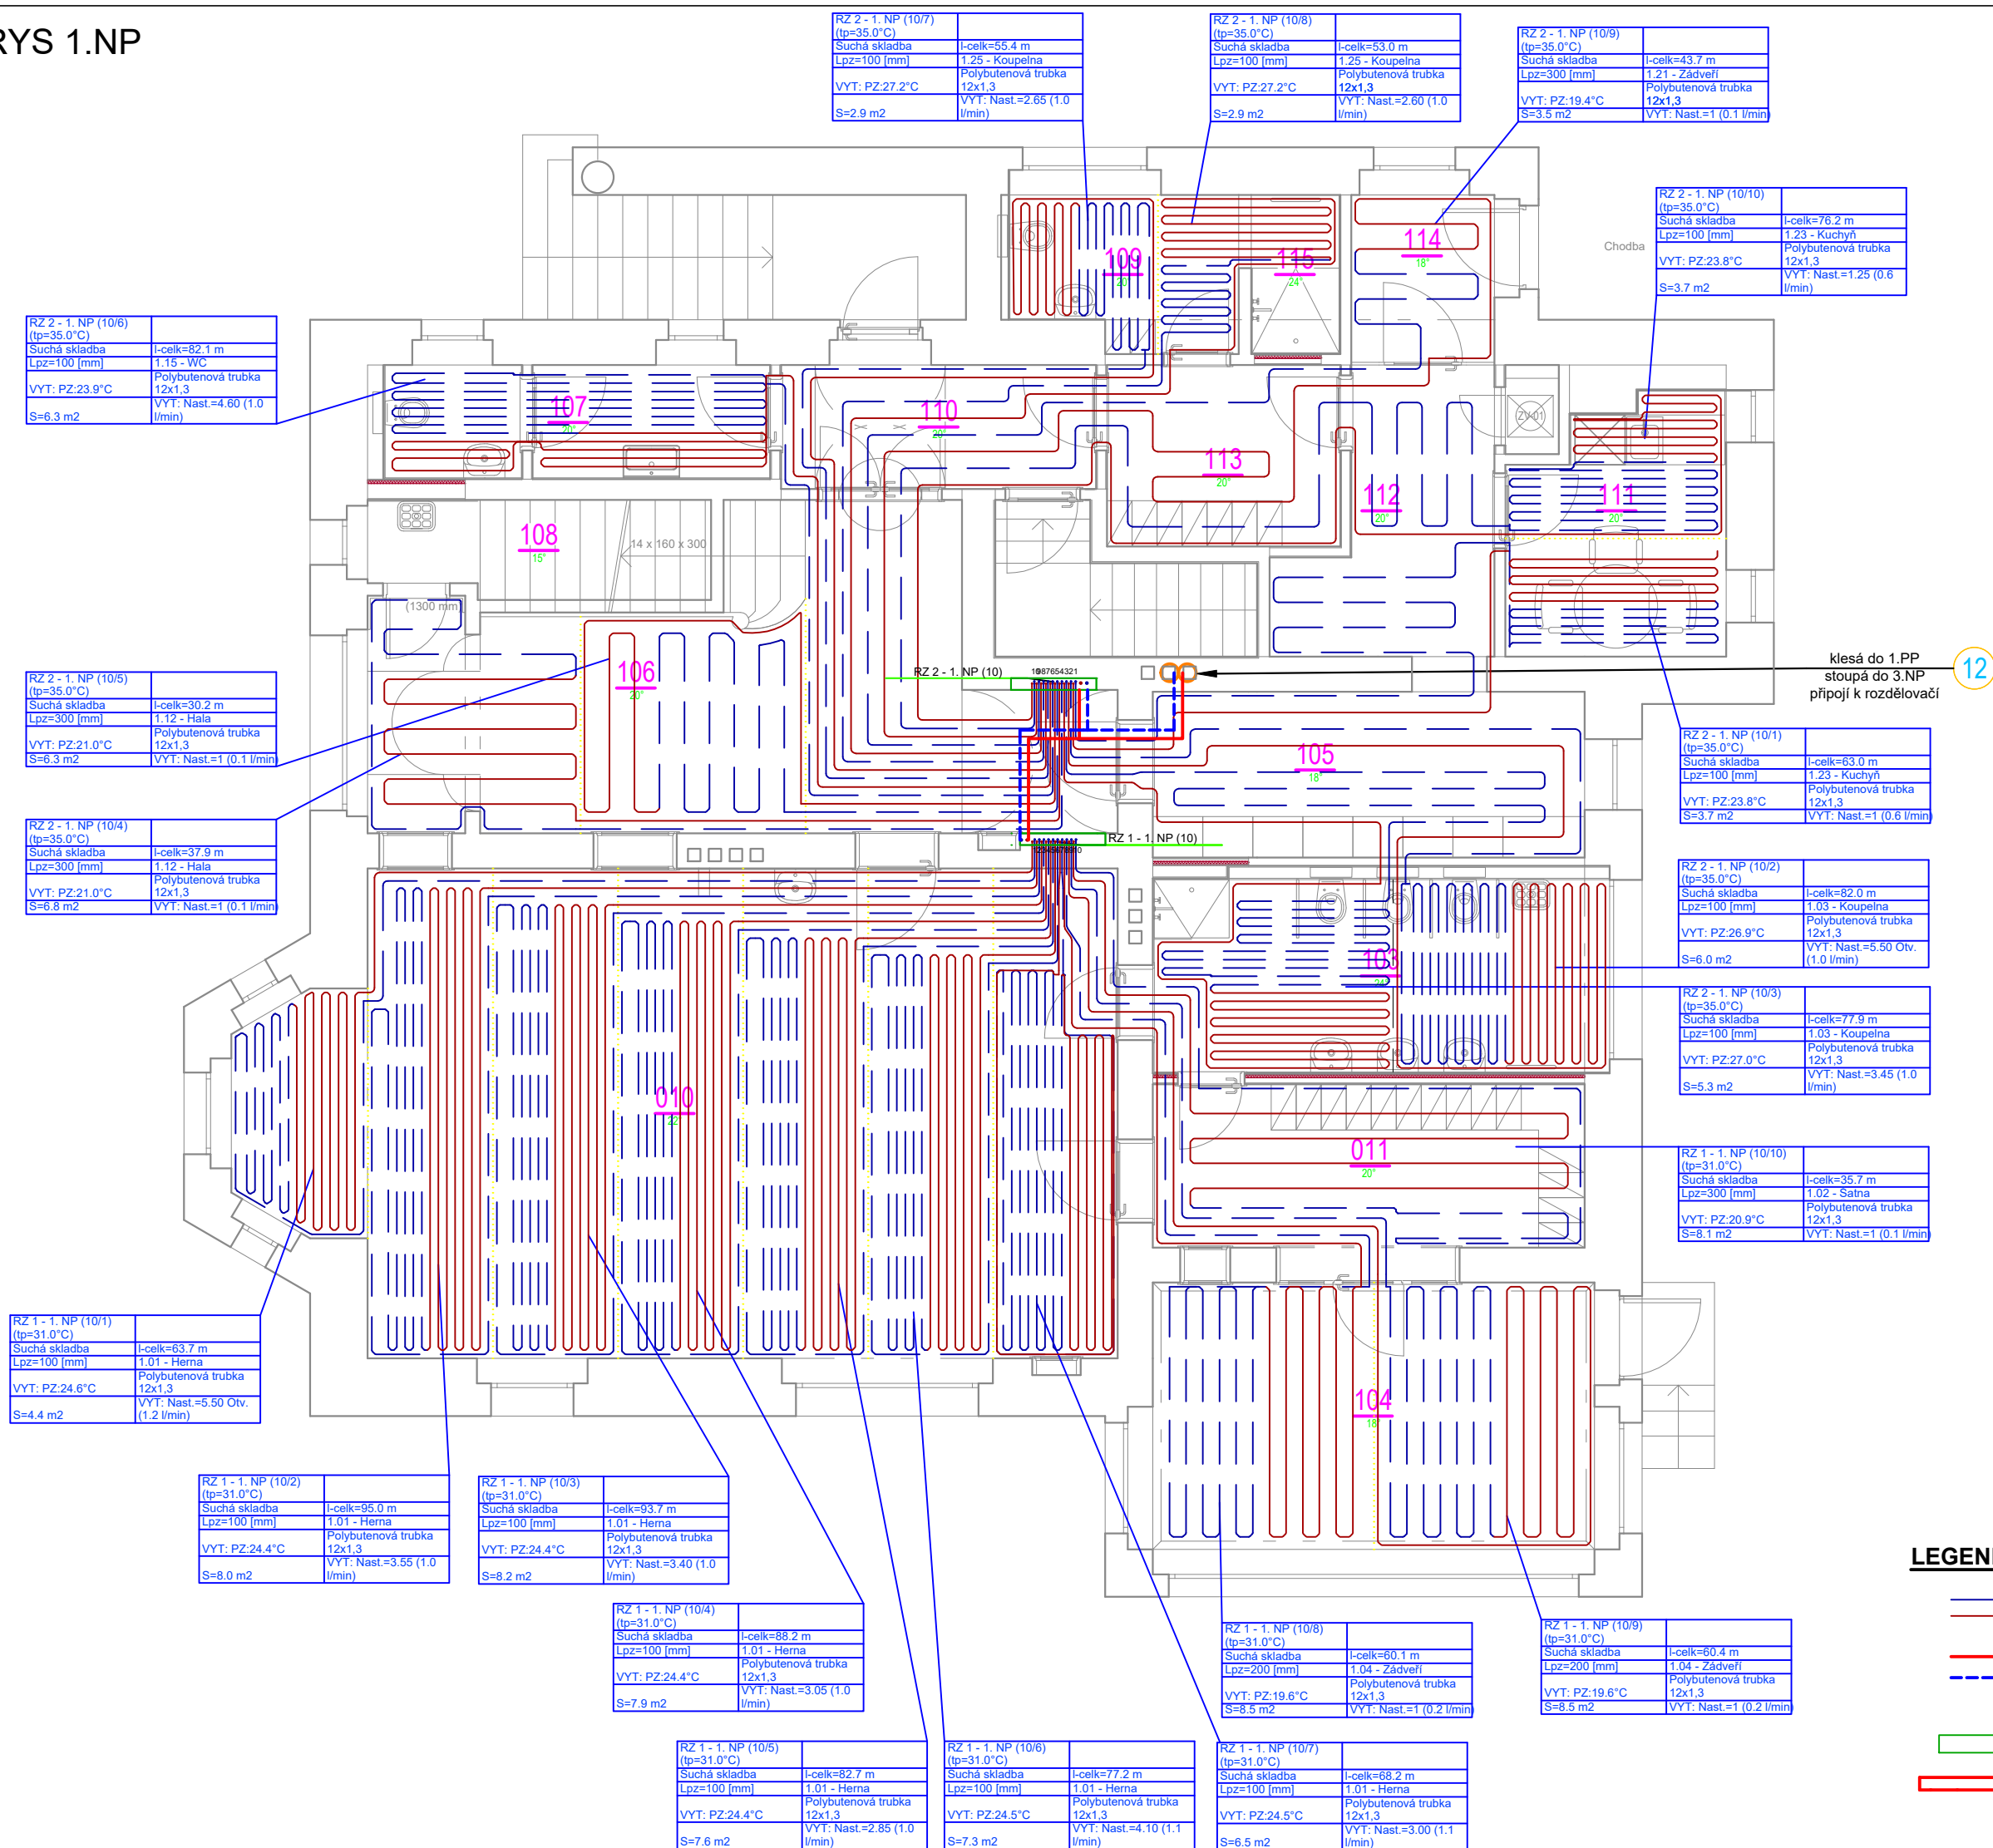 RYS 1.NP
RZ 2 - 1. NP (10/7)
(tp=35.0°C)
Suchá skladba l-celk=55.4 m
Lpz=100 [mm] 1.25 - Koupelna
VYT: PZ:27.2°C Polybutenová trubka
12x1,3
S=2.9 m2 VYT: Nast.=2.65 (1.0
l/min)
RZ 2 - 1. NP (10/8)
(tp=35.0°C)
Suchá skladba l-celk=53.0 m
Lpz=100 [mm] 1.25 - Koupelna
VYT: PZ:27.2°C Polybutenová trubka
12x1,3
S=2.9 m2 VYT: Nast.=2.60 (1.0
l/min)
RZ 2 - 1. NP (10/9)
(tp=35.0°C)
Suchá skladba l-celk=43.7 m
Lpz=300 [mm] 1.21 - Zádveří
VYT: PZ:19.4°C Polybutenová trubka
12x1,3
S=3.5 m2 VYT: Nast.=1 (0.1 l/min)
RZ 2 - 1. NP (10/10)
(tp=35.0°C)
Suchá skladba l-celk=76.2 m
Lpz=100 [mm] 1.23 - Kuchyň
VYT: PZ:23.8°C Polybutenová trubka
12x1,3
S=3.7 m2 VYT: Nast.=1.25 (0.6
l/min)
Chodba
109
20°
115
24°
114
18°
RZ 2 - 1. NP (10/6)
(tp=35.0°C)
Suchá skladba l-celk=82.1 m
Lpz=100 [mm] 1.15 - WC
VYT: PZ:23.9°C Polybutenová trubka
12x1,3
S=6.3 m2 VYT: Nast.=4.60 (1.0
l/min)
107
20°
110
20°
ZV-01
113
20°
112
20°
111
20°
108
15°
14 x 160 x 300
(1300 mm)
106
20°
RZ 2 - 1. NP (10)
10987654321
klesá do 1.PP
stoupá do 3.NP
připojí k rozdělovačí
12
RZ 2 - 1. NP (10/5)
(tp=35.0°C)
Suchá skladba l-celk=30.2 m
Lpz=300 [mm] 1.12 - Hala
VYT: PZ:21.0°C Polybutenová trubka
12x1,3
S=6.3 m2 VYT: Nast.=1 (0.1 l/min)
105
18°
RZ 2 - 1. NP (10/1)
(tp=35.0°C)
Suchá skladba l-celk=63.0 m
Lpz=100 [mm] 1.23 - Kuchyň
VYT: PZ:23.8°C Polybutenová trubka
12x1,3
S=3.7 m2 VYT: Nast.=1 (0.6 l/min)
RZ 2 - 1. NP (10/4)
(tp=35.0°C)
Suchá skladba l-celk=37.9 m
Lpz=300 [mm] 1.12 - Hala
VYT: PZ:21.0°C Polybutenová trubka
12x1,3
S=6.8 m2 VYT: Nast.=1 (0.1 l/min)
RZ 1 - 1. NP (10)
12345678910
RZ 2 - 1. NP (10/2)
(tp=35.0°C)
Suchá skladba l-celk=82.0 m
Lpz=100 [mm] 1.03 - Koupelna
VYT: PZ:26.9°C Polybutenová trubka
12x1,3
S=6.0 m2 VYT: Nast.=5.50 Otv.
(1.0 l/min)
103
24°
RZ 2 - 1. NP (10/3)
(tp=35.0°C)
Suchá skladba l-celk=77.9 m
Lpz=100 [mm] 1.03 - Koupelna
VYT: PZ:27.0°C Polybutenová trubka
12x1,3
S=5.3 m2 VYT: Nast.=3.45 (1.0
l/min)
010
22°
011
20°
RZ 1 - 1. NP (10/10)
(tp=31.0°C)
Suchá skladba l-celk=35.7 m
Lpz=300 [mm] 1.02 - Satna
VYT: PZ:20.9°C Polybutenová trubka
12x1,3
S=8.1 m2 VYT: Nast.=1 (0.1 l/min)
RZ 1 - 1. NP (10/1)
(tp=31.0°C)
Suchá skladba l-celk=63.7 m
Lpz=100 [mm] 1.01 - Herna
VYT: PZ:24.6°C Polybutenová trubka
12x1,3
S=4.4 m2 VYT: Nast.=5.50 Otv.
(1.2 l/min)
104
18°
RZ 1 - 1. NP (10/2)
(tp=31.0°C)
Suchá skladba l-celk=95.0 m
Lpz=100 [mm] 1.01 - Herna
VYT: PZ:24.4°C Polybutenová trubka
12x1,3
S=8.0 m2 VYT: Nast.=3.55 (1.0
l/min)
RZ 1 - 1. NP (10/3)
(tp=31.0°C)
Suchá skladba l-celk=93.7 m
Lpz=100 [mm] 1.01 - Herna
VYT: PZ:24.4°C Polybutenová trubka
12x1,3
S=8.2 m2 VYT: Nast.=3.40 (1.0
l/min)
LEGEN
RZ 1 - 1. NP (10/4)
(tp=31.0°C)
Suchá skladba l-celk=88.2 m
Lpz=100 [mm] 1.01 - Herna
VYT: PZ:24.4°C Polybutenová trubka
12x1,3
S=7.9 m2 VYT: Nast.=3.05 (1.0
l/min)
RZ 1 - 1. NP (10/8)
(tp=31.0°C)
Suchá skladba l-celk=60.1 m
Lpz=200 [mm] 1.04 - Zádveří
VYT: PZ:19.6°C Polybutenová trubka
12x1,3
S=8.5 m2 VYT: Nast.=1 (0.2 l/min)
RZ 1 - 1. NP (10/9)
(tp=31.0°C)
Suchá skladba l-celk=60.4 m
Lpz=200 [mm] 1.04 - Zádveří
VYT: PZ:19.6°C Polybutenová trubka
12x1,3
S=8.5 m2 VYT: Nast.=1 (0.2 l/min)
RZ 1 - 1. NP (10/5)
(tp=31.0°C)
Suchá skladba l-celk=82.7 m
Lpz=100 [mm] 1.01 - Herna
VYT: PZ:24.4°C Polybutenová trubka
12x1,3
S=7.6 m2 VYT: Nast.=2.85 (1.0
l/min)
RZ 1 - 1. NP (10/6)
(tp=31.0°C)
Suchá skladba l-celk=77.2 m
Lpz=100 [mm] 1.01 - Herna
VYT: PZ:24.5°C Polybutenová trubka
12x1,3
S=7.3 m2 VYT: Nast.=4.10 (1.1
l/min)
RZ 1 - 1. NP (10/7)
(tp=31.0°C)
Suchá skladba l-celk=68.2 m
Lpz=100 [mm] 1.01 - Herna
VYT: PZ:24.5°C Polybutenová trubka
12x1,3
S=6.5 m2 VYT: Nast.=3.00 (1.1
l/min)